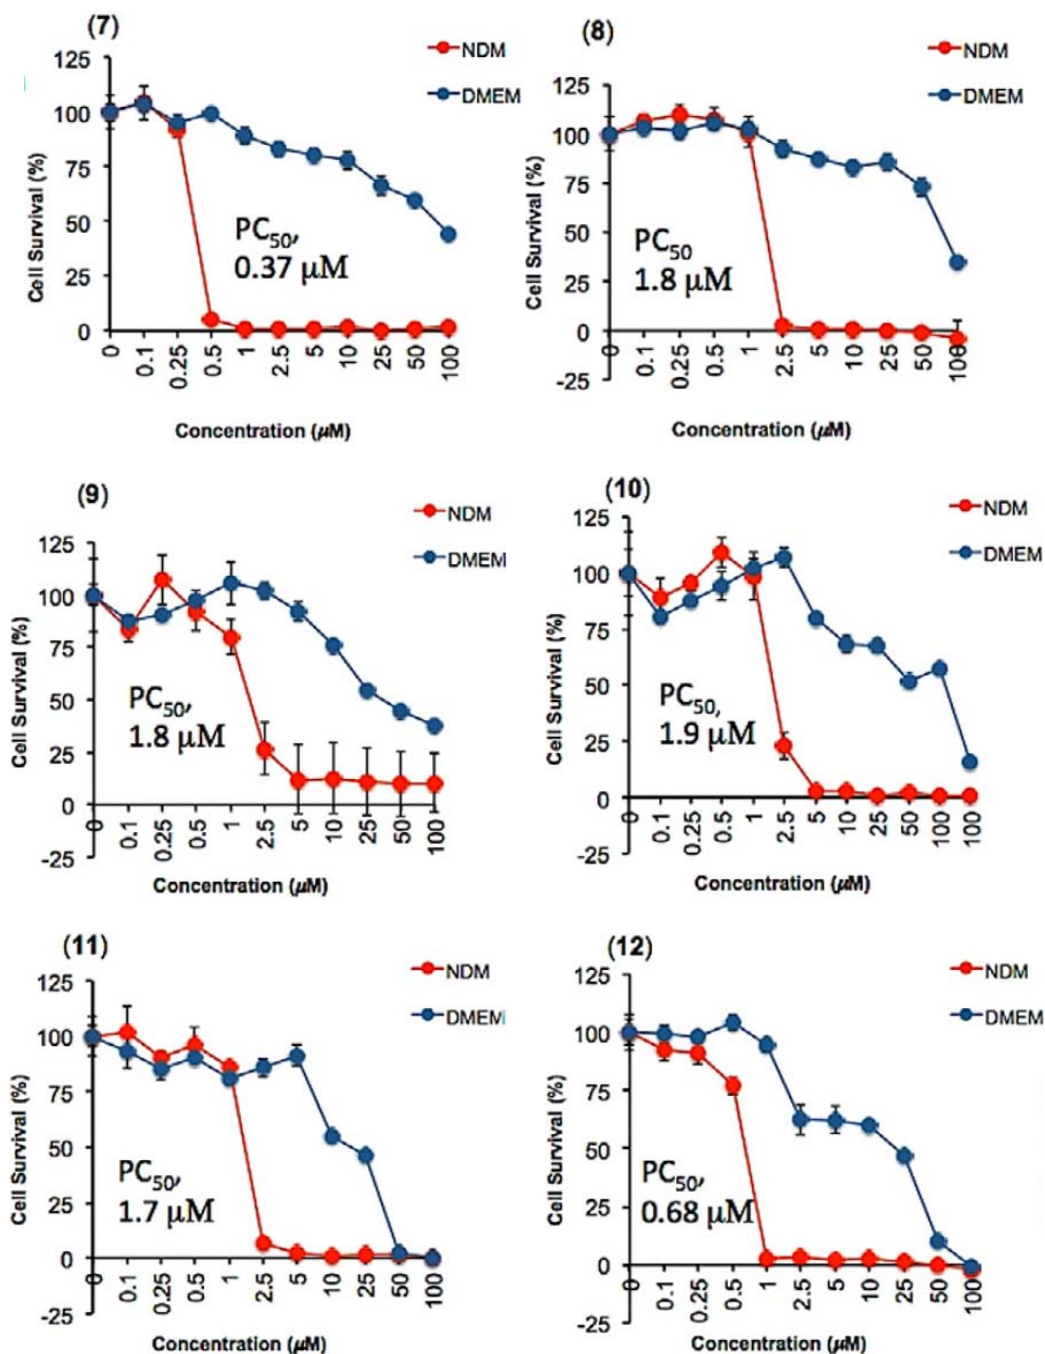 (7)
NDM
DMEM
125
100
75
50
25
0
Cell Survival (%)
PC50,
0.37 μM
0 0.1 0.25 0.5 1 2.5 5 10 25 50 100
Concentration (μM)
(8)
NDM
DMEM
125
100
75
50
25
0
-25
Cell Survival (%)
PC50
1.8 μM
0 0.1 0.25 0.5 1 2.5 5 10 25 50 100
Concentration (μM)
(9)
NDM
DMEM
125
100
75
50
25
0
-25
Cell Survival (%)
PC50,
1.8 μM
0 0.1 0.25 0.5 1 2.5 5 10 25 50 100
Concentration (μM)
(10)
NDM
DMEM
125
100
75
50
25
0
-25
Cell Survival (%)
PC50,
1.9 μM
0 0.1 0.25 0.5 1 2.5 5 10 25 50 100 100
Concentration (μM)
(11)
NDM
DMEM
125
100
75
50
25
0
-25
Cell Survival (%)
PC50,
1.7 μM
0 0.1 0.25 0.5 1 2.5 5 10 25 50 100
Concentration (μM)
(12)
NDM
DMEM
125
100
75
50
25
0
-25
Cell Survival (%)
PC50,
0.68 μM
0 0.1 0.25 0.5 1 2.5 5 10 25 50 100
Concentration (μM)